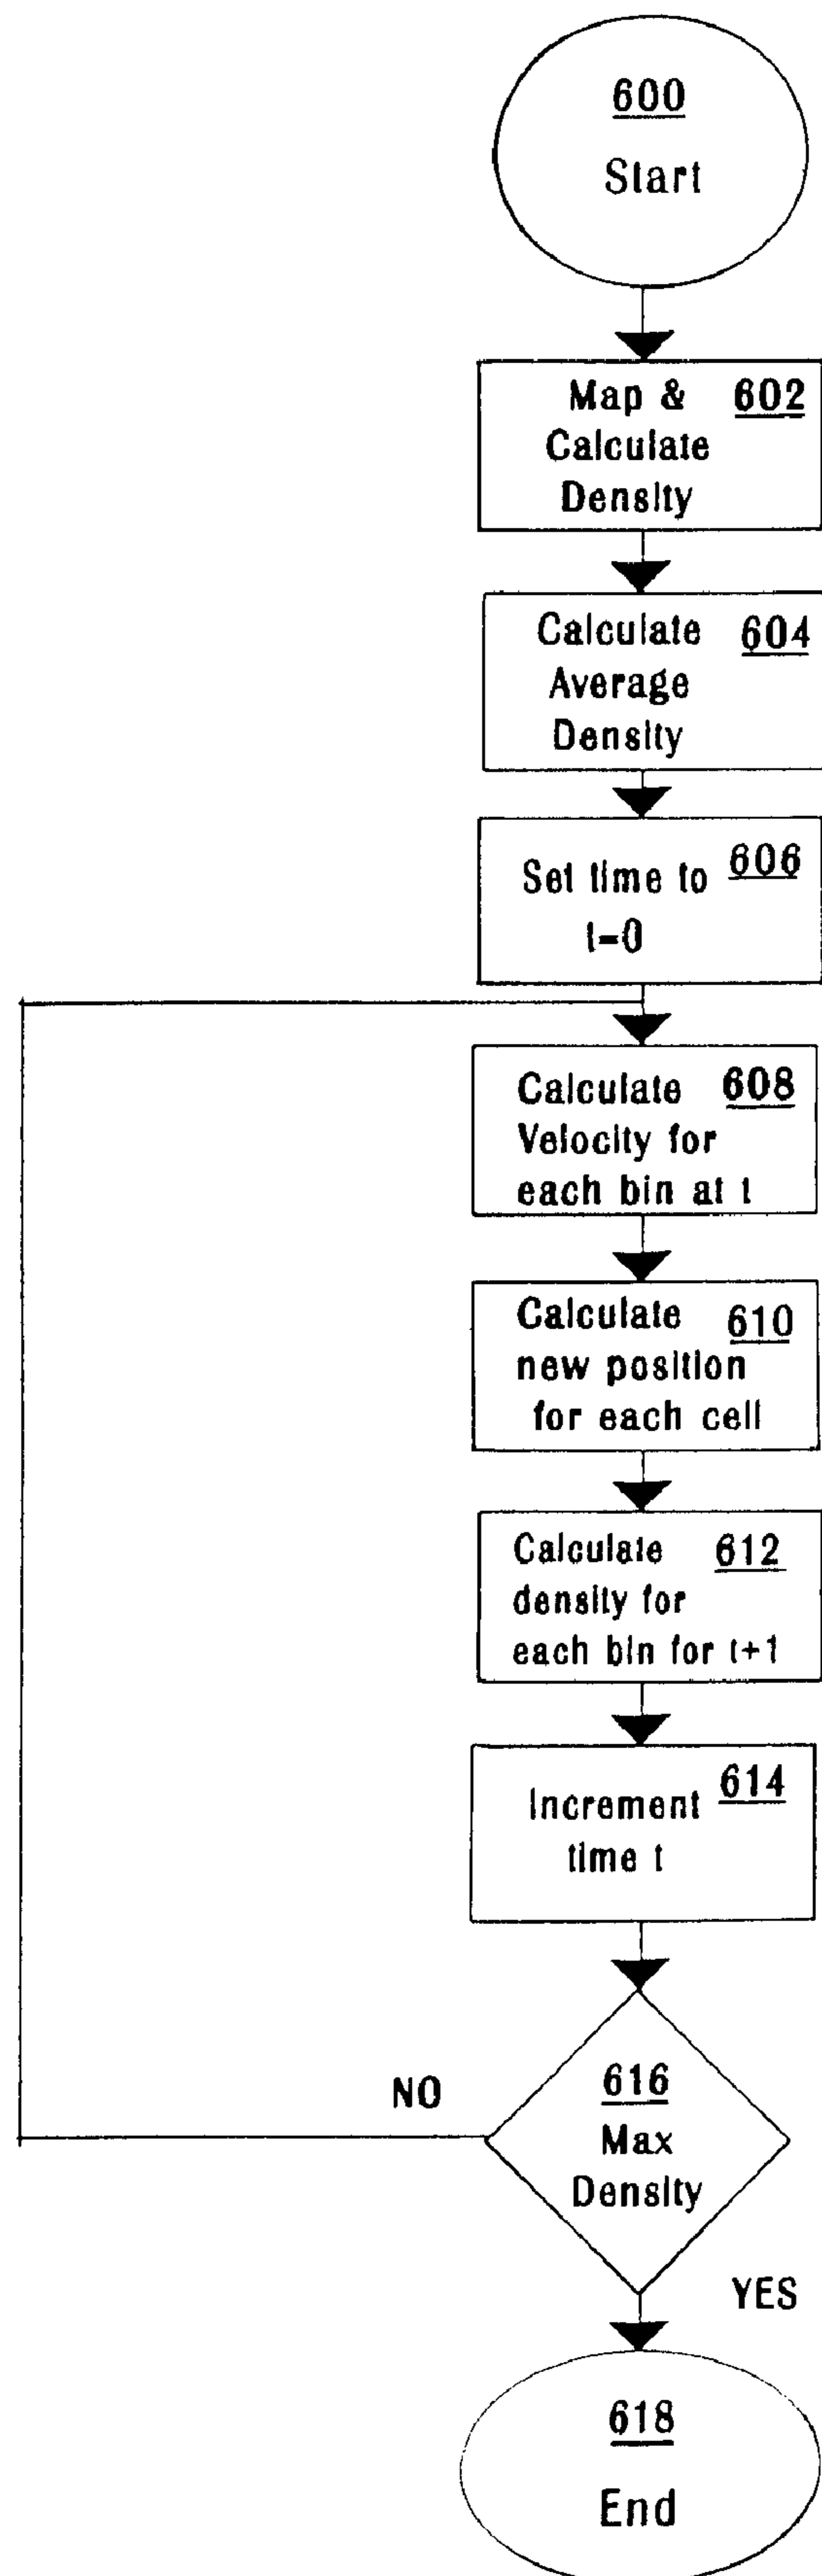 600
Start
Map & 602
Calculate
Density
Calculate 604
Average
Density
Set time to 606
t=0
Calculate 608
Velocity for
each bin at t
Calculate 610
new position
for each cell
Calculate 612
density for
each bin for t+1
Increment 614
time t
616
NO
Max
Density
YES
618
End